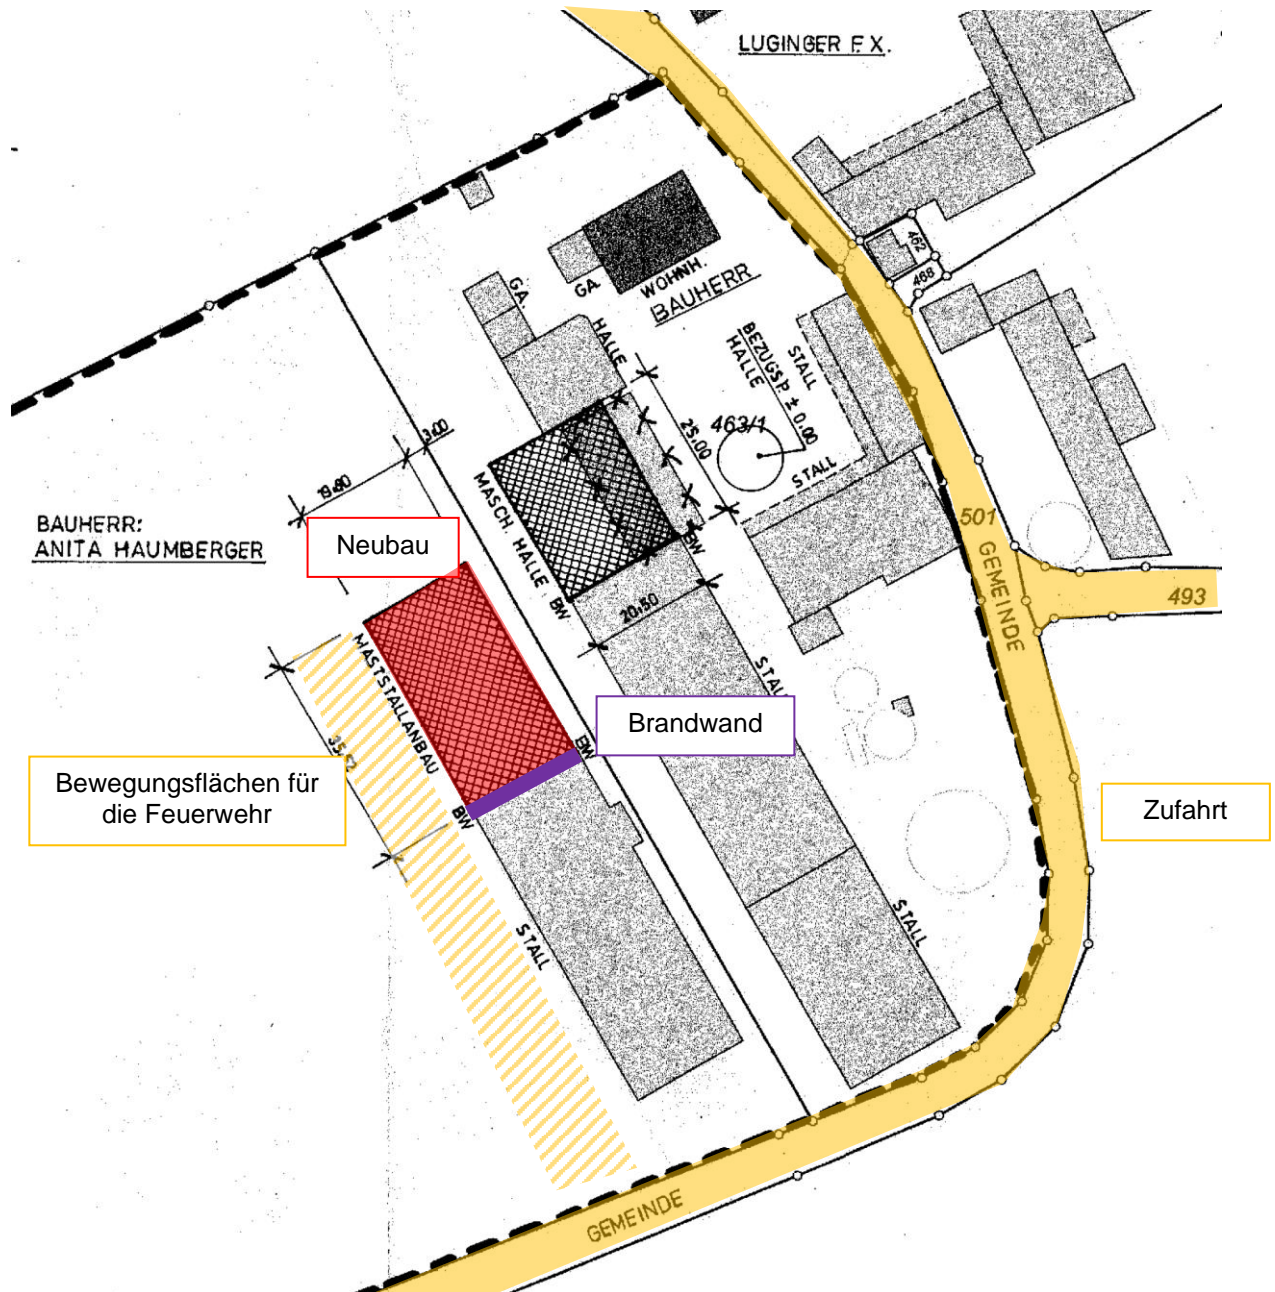 LUGINGER F.X.
462
468
GA.
WOHNH.
BAUHERR
GA.
HALLE
STALL
BEZUGSP. ± 0.00
HALLE
463/1
25,00
STALL
3,00
19,80
MASCH HALLE
BW
BW
20,50
BAUHERR:
ANITA HAUMBERGER
Neubau
501
GEMEINDE
493
MASTSTALLANBAU
STALL
Brandwand
BW
BW
Bewegungsflächen für
die Feuerwehr
Zufahrt
STALL
STALL
GEMEINDE